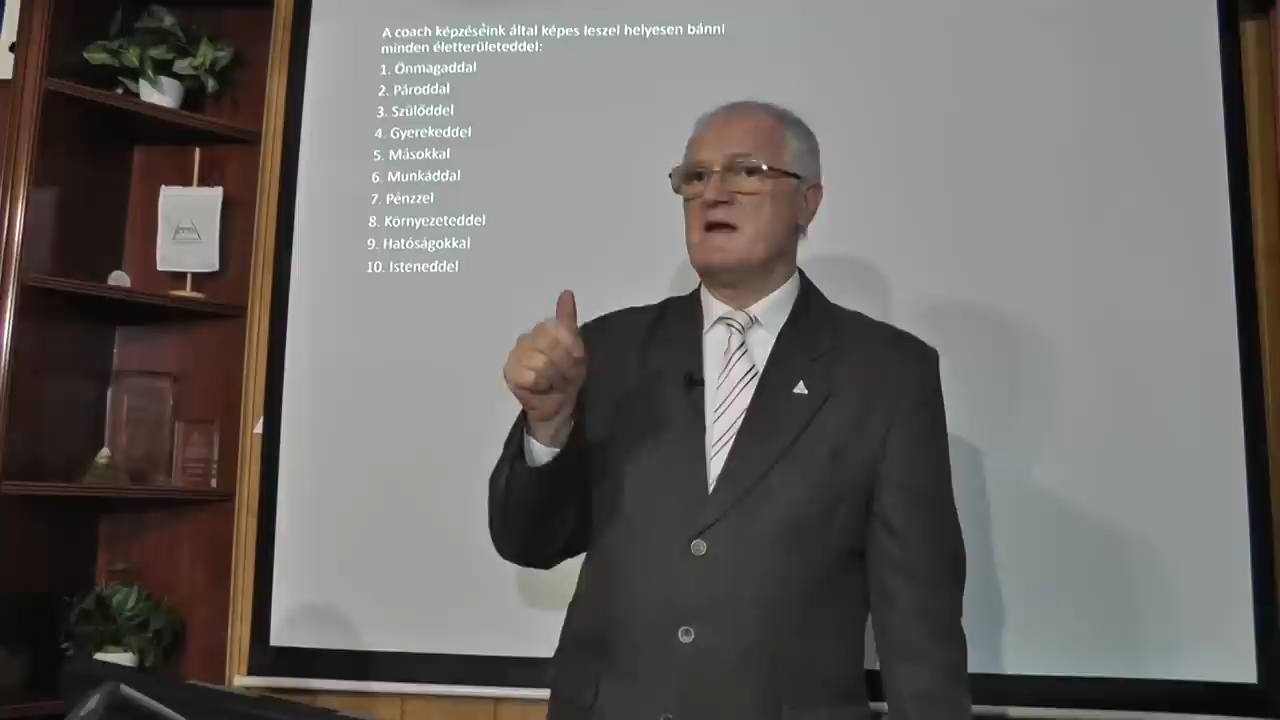 A coach képzéseink által képes leszel helyesen bánni
minden életterületeddel:
1. Önmagaddal
2. Pároddal
3. Szülőddel
4. Gyerekeddel
5. Másokkal
6. Munkáddal
7. Pénzzel
8. Környezeteddel
9. Hatóságokkal
10. Isteneddel